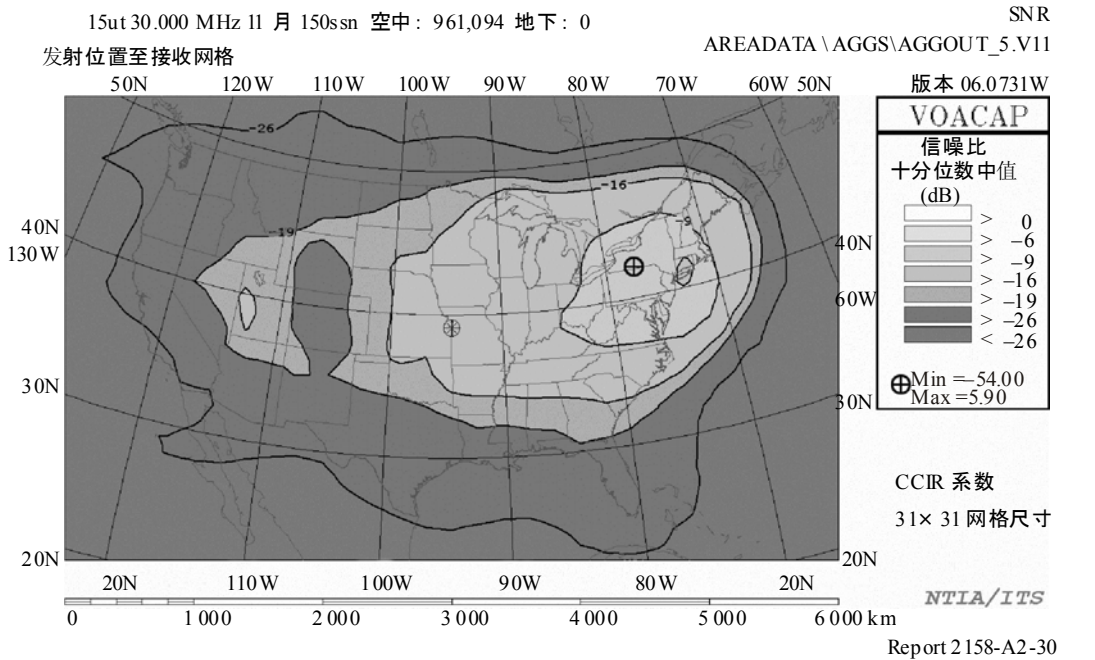 15ut 30.000 MHz 11 月 150ssn 空中: 961,094 地下: 0
SNR
AREADATA \ AGGS\AGGOUT_5.V11
发射位置至接收网格
版本 06.0731W
50N 120W 110W 100W 90W 80W 70W 60W 50N
VOACAP
信噪比
十分位数中值
(dB)
> 0
> –6
> –9
> –16
> –19
> –26
< –26
Min =–54.00
Max =5.90
–26
–16
–19
–9
40N
130W
30N
20N
40N
60W
30N
20N
20N 110W 100W 90W 80W 20N
0 1 000 2 000 3 000 4 000 5 000 6 000 km
CCIR 系数
31× 31 网格尺寸
NTIA/ITS
Report 2158-A2-30